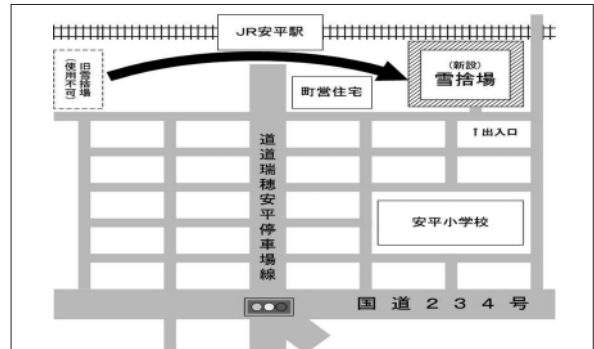 JR安平駅
旧雪捨場
(使用不可)
(新設)
雪捨場
町営住宅
↑出入口
道道瑞穂安平停車場線
安平小学校
国道234号